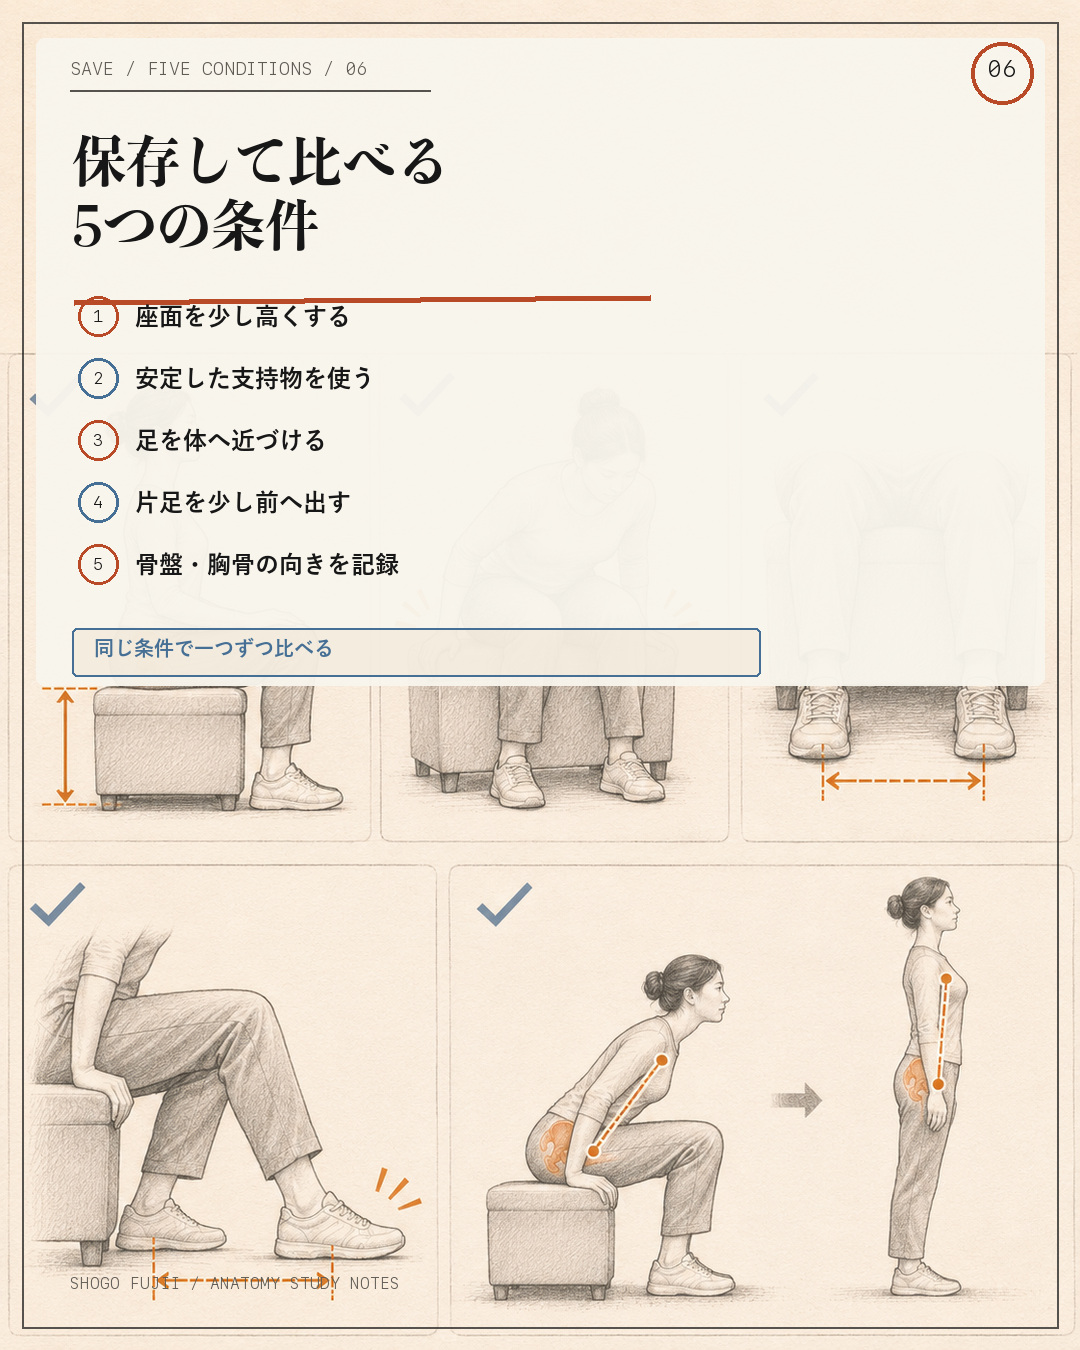 SAVE / FIVE CONDITIONS / 06
06
保存して比べる
5つの条件
1 座面を少し高くする
2 安定した支持物を使う
3 足を体へ近づける
4 片足を少し前へ出す
5 骨盤・胸骨の向きを記録
同じ条件で一つずつ比べる
SHOGO FUJII / ANATOMY STUDY NOTES